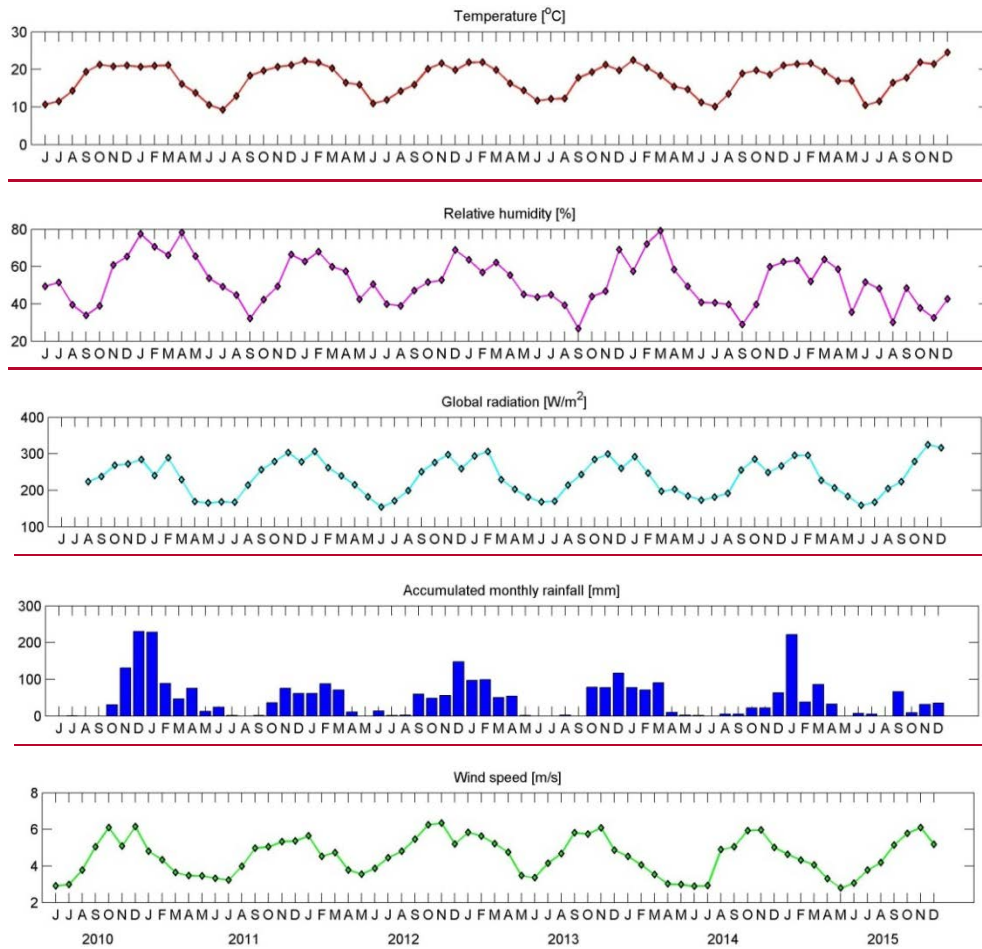 Temperature [°C]
30
20
10
0
J J A S O N D J F M A M J J A S O N D J F M A M J J A S O N D J F M A M J J A S O N D J F M A M J J A S O N D J F M A M J J A S O N D
Relative humidity [%]
80
60
40
20
J J A S O N D J F M A M J J A S O N D J F M A M J J A S O N D J F M A M J J A S O N D J F M A M J J A S O N D J F M A M J J A S O N D
Global radiation [W/m²]
400
300
200
100
J J A S O N D J F M A M J J A S O N D J F M A M J J A S O N D J F M A M J J A S O N D J F M A M J J A S O N D J F M A M J J A S O N D
Accumulated monthly rainfall [mm]
300
200
100
0
J J A S O N D J F M A M J J A S O N D J F M A M J J A S O N D J F M A M J J A S O N D J F M A M J J A S O N D J F M A M J J A S O N D
Wind speed [m/s]
8
6
4
2
J J A S O N D J F M A M J J A S O N D J F M A M J J A S O N D J F M A M J J A S O N D J F M A M J J A S O N D J F M A M J J A S O N D
2010 2011 2012 2013 2014 2015